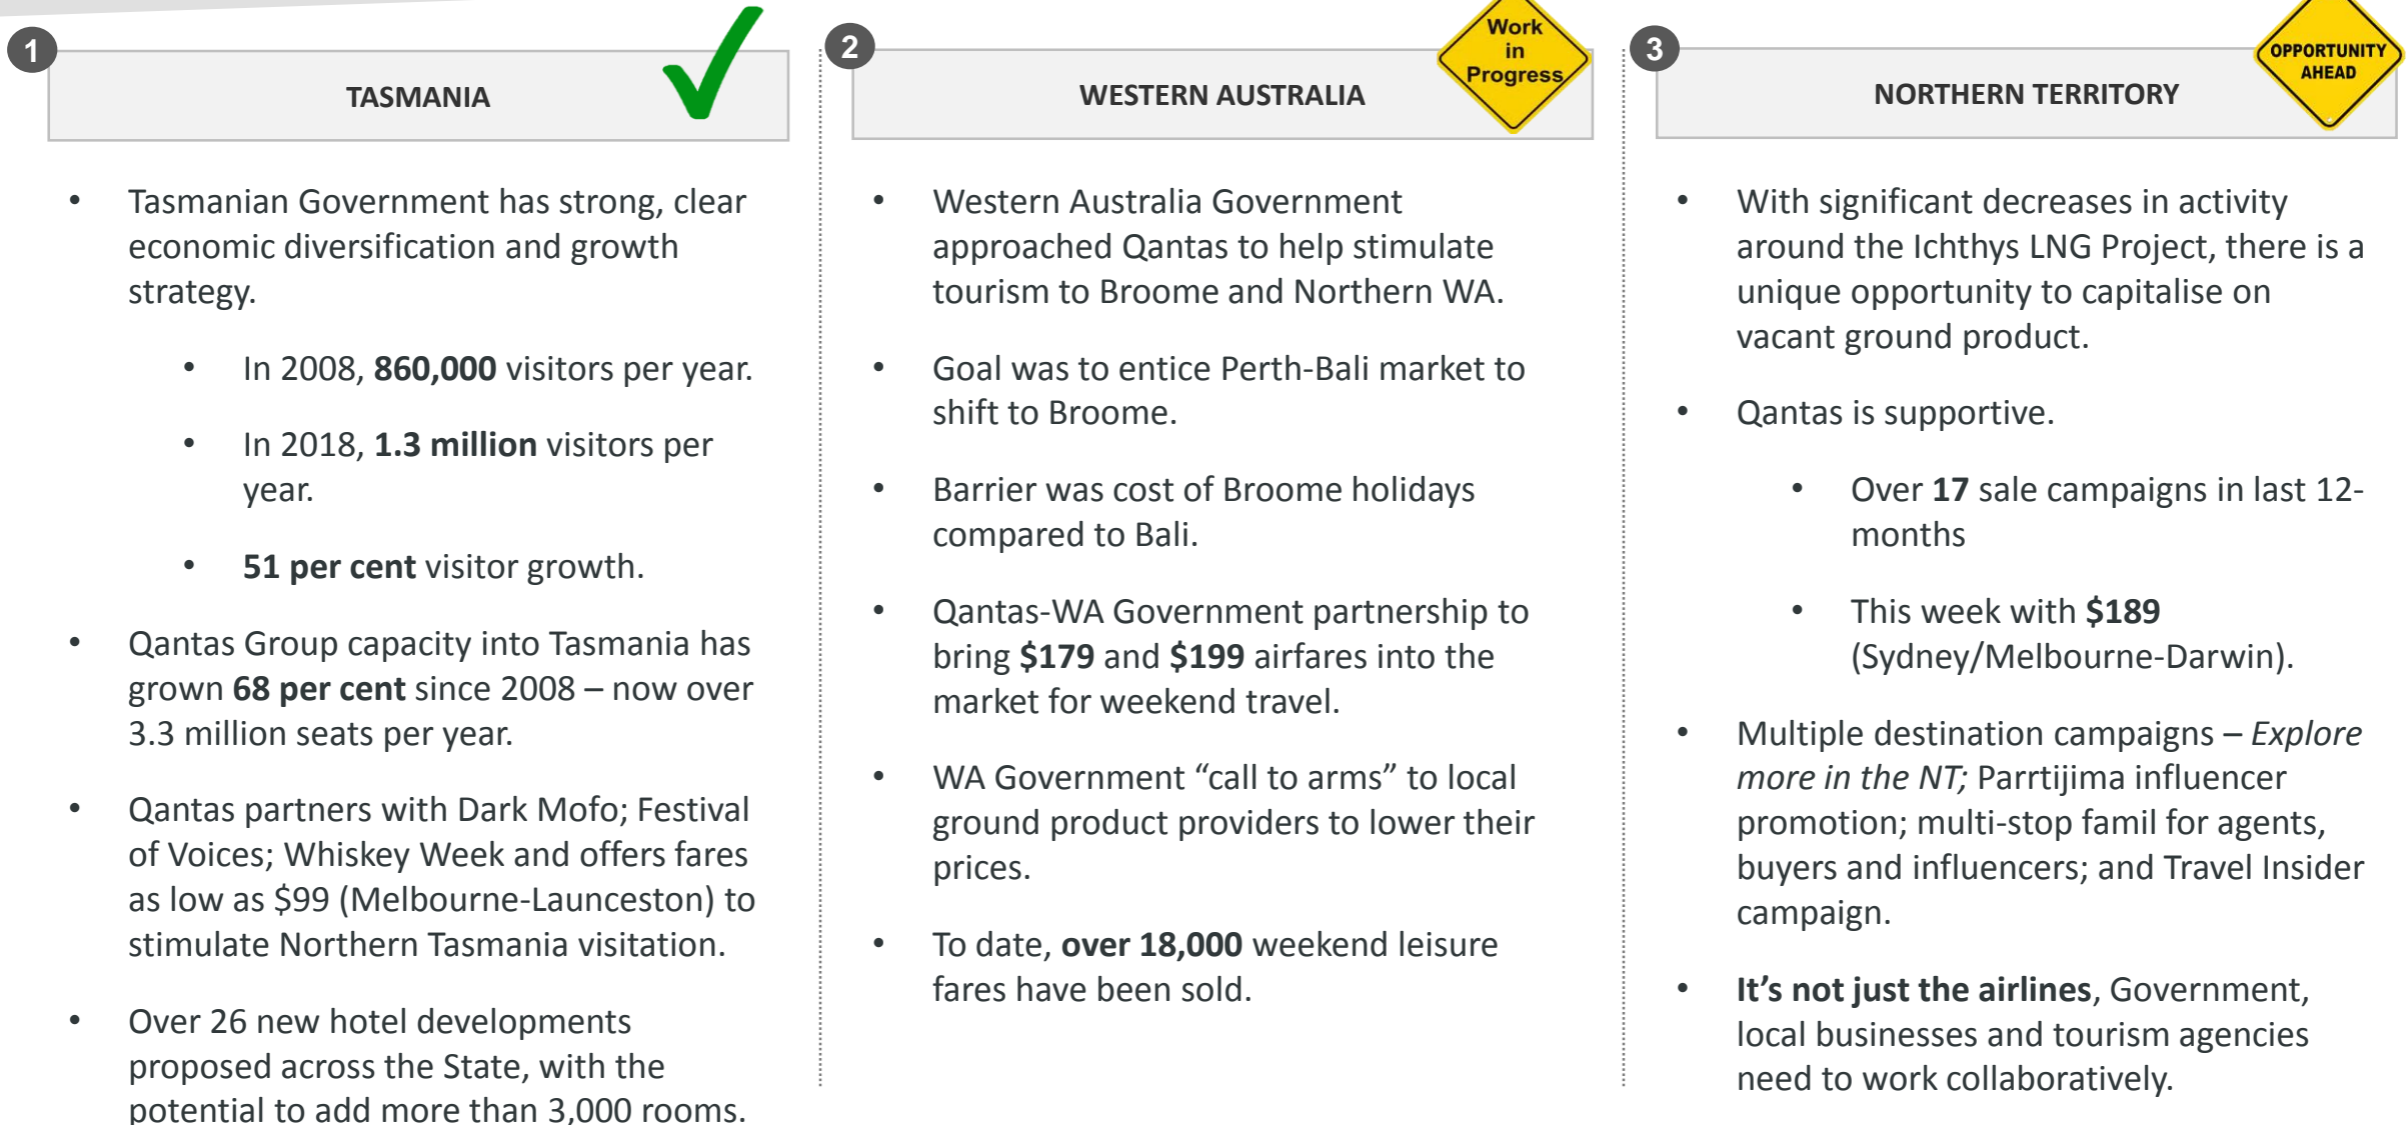 1
TASMANIA
• Tasmanian Government has strong, clear
economic diversification and growth
strategy.
• In 2008, 860,000 visitors per year.
• In 2018, 1.3 million visitors per
year.
• 51 per cent visitor growth.
• Qantas Group capacity into Tasmania has
grown 68 per cent since 2008 – now over
3.3 million seats per year.
• Qantas partners with Dark Mofo; Festival
of Voices; Whiskey Week and offers fares
as low as $99 (Melbourne-Launceston) to
stimulate Northern Tasmania visitation.
• Over 26 new hotel developments
proposed across the State, with the
potential to add more than 3,000 rooms.
2
WESTERN AUSTRALIA
Work
in
Progress
• Western Australia Government
approached Qantas to help stimulate
tourism to Broome and Northern WA.
• Goal was to entice Perth-Bali market to
shift to Broome.
• Barrier was cost of Broome holidays
compared to Bali.
• Qantas-WA Government partnership to
bring $179 and $199 airfares into the
market for weekend travel.
• WA Government “call to arms” to local
ground product providers to lower their
prices.
• To date, over 18,000 weekend leisure
fares have been sold.
3
NORTHERN TERRITORY
OPPORTUNITY
AHEAD
• With significant decreases in activity
around the Ichthys LNG Project, there is a
unique opportunity to capitalise on
vacant ground product.
• Qantas is supportive.
• Over 17 sale campaigns in last 12-
months
• This week with $189
(Sydney/Melbourne-Darwin).
• Multiple destination campaigns – Explore
more in the NT; Parrtijima influencer
promotion; multi-stop famil for agents,
buyers and influencers; and Travel Insider
campaign.
• It’s not just the airlines, Government,
local businesses and tourism agencies
need to work collaboratively.